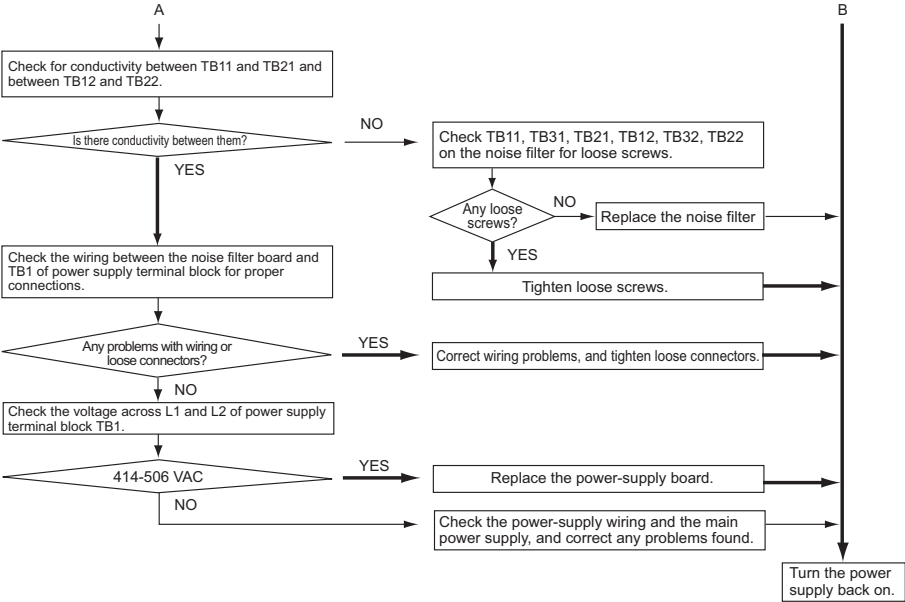 A
B
Check for conductivity between TB11 and TB21 and
between TB12 and TB22.
Is there conductivity between them?
NO
YES
Check TB11, TB31, TB21, TB12, TB32, TB22
on the noise filter for loose screws.
Any loose
screws?
NO
Replace the noise filter
YES
Tighten loose screws.
Check the wiring between the noise filter board and
TB1 of power supply terminal block for proper
connections.
Any problems with wiring or
loose connectors?
YES
Correct wiring problems, and tighten loose connectors.
NO
Check the voltage across L1 and L2 of power supply
terminal block TB1.
414-506 VAC
YES
Replace the power-supply board.
NO
Check the power-supply wiring and the main
power supply, and correct any problems found.
Turn the power
supply back on.